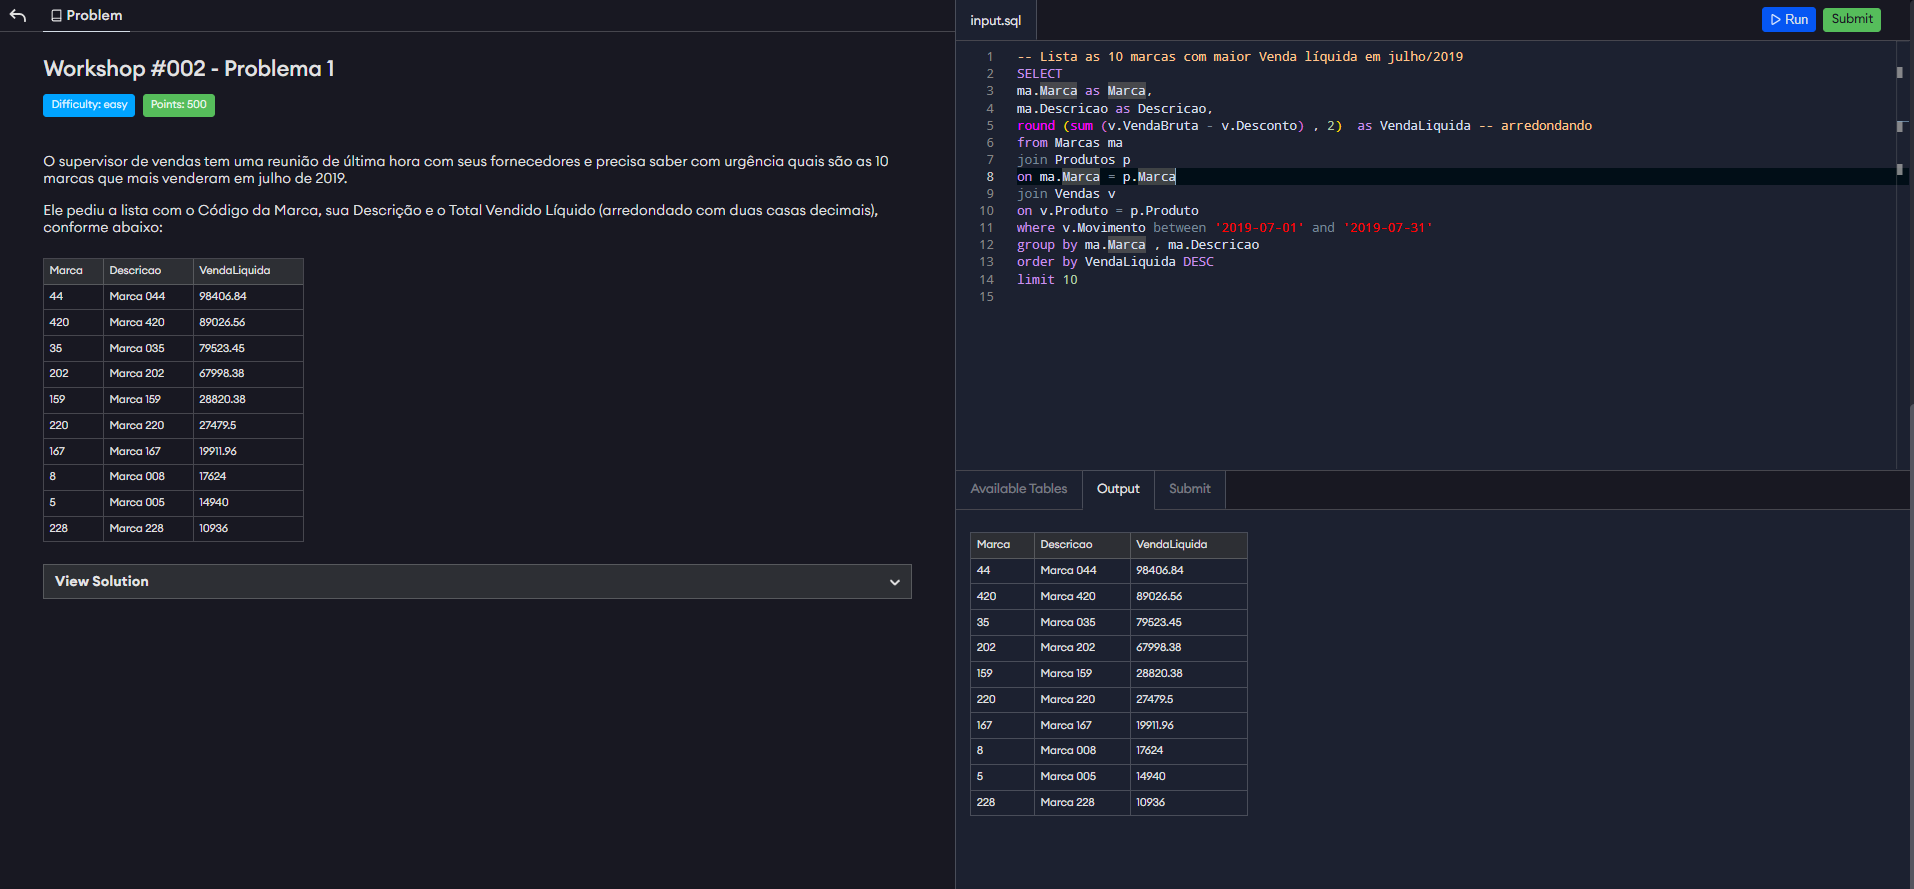 Problem
Workshop #002 - Problema 1
Difficulty: easy Points: 500
O supervisor de vendas tem uma reunião de última hora com seus fornecedores e precisa saber com urgência quais são as 10
marcas que mais venderam em julho de 2019.
Ele pediu a lista com o Código da Marca, sua Descrição e o Total Vendido Líquido (arredondado com duas casas decimais),
conforme abaixo:
Marca Descricao VendaLiquida
44 Marca 044 98406.84
420 Marca 420 89026.56
35 Marca 035 79523.45
202 Marca 202 67998.38
159 Marca 159 28820.38
220 Marca 220 27479.5
167 Marca 167 19911.96
8 Marca 008 17624
5 Marca 005 14940
228 Marca 228 10936
View Solution
input.sql
Run Submit
1 -- Lista as 10 marcas com maior Venda líquida em julho/2019
2 SELECT
3 ma.Marca as Marca,
4 ma.Descricao as Descricao,
5 round (sum (v.VendaBruta - v.Desconto) , 2)  as VendaLiquida -- arredondando
6 from Marcas ma
7 join Produtos p
8 on ma.Marca = p.Marca
9 join Vendas v
10 on v.Produto = p.Produto
11 where v.Movimento between '2019-07-01' and '2019-07-31'
12 group by ma.Marca , ma.Descricao
13 order by VendaLiquida DESC
14 limit 10
15
Available Tables Output Submit
Marca Descricao VendaLiquida
44 Marca 044 98406.84
420 Marca 420 89026.56
35 Marca 035 79523.45
202 Marca 202 67998.38
159 Marca 159 28820.38
220 Marca 220 27479.5
167 Marca 167 19911.96
8 Marca 008 17624
5 Marca 005 14940
228 Marca 228 10936